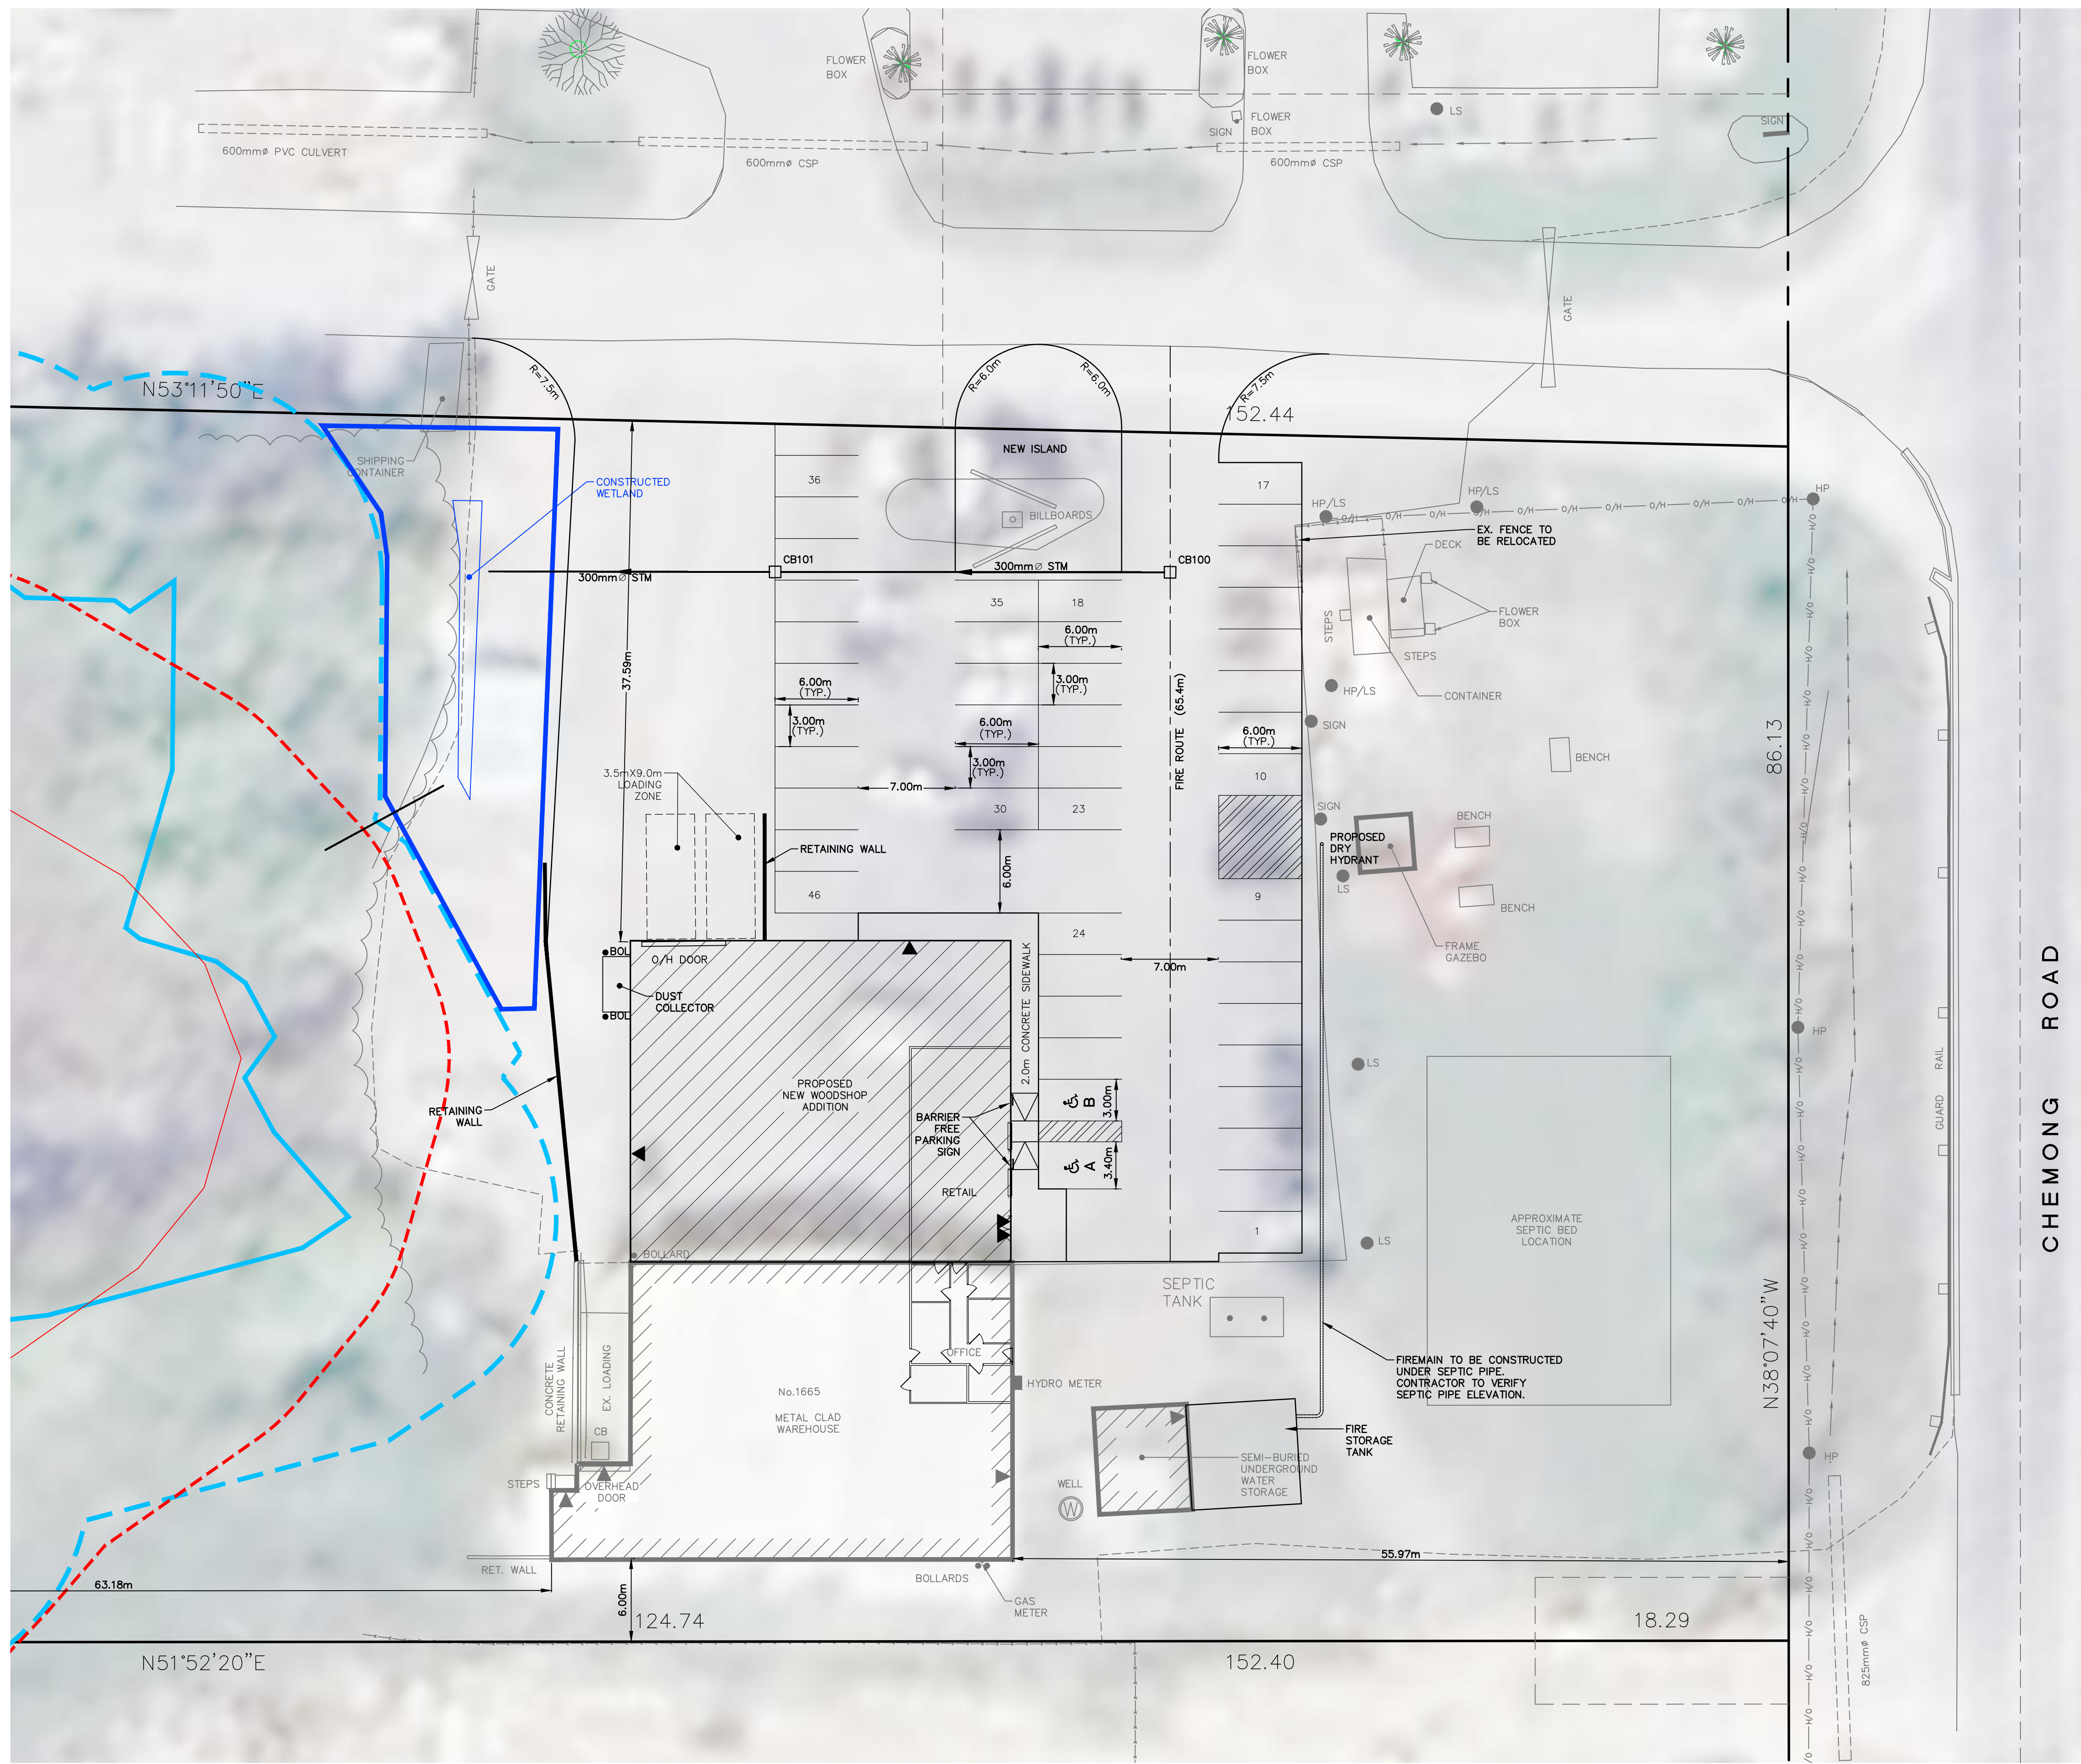 FLOWER
BOX
FLOWER
BOX
FLOWER
BOX
SIGN
LS
SIGN
600mmø PVC CULVERT
600mmø CSP
600mmø CSP
GATE
GATE
N53°11'50"E
R=7.5m
R=6.0m
R=6.0m
R=7.5m
152.44
SHIPPING
CONTAINER
CONSTRUCTED
WETLAND
NEW ISLAND
BILLBOARDS
36
17
HP/LS
HP/LS
HP
O/H O/H O/H O/H O/H O/H O/H O/H O/H O/H
EX. FENCE TO
BE RELOCATED
DECK
CB101
CB100
300mmø STM
300mmø STM
35
18
STEPS
FLOWER
BOX
STEPS
6.00m
(TYP.)
3.00m
(TYP.)
37.59m
6.00m
(TYP.)
3.00m
(TYP.)
6.00m
(TYP.)
3.00m
(TYP.)
FIRE ROUTE (65.4m)
6.00m
(TYP.)
HP/LS
CONTAINER
SIGN
BENCH
86.13
3.5mX9.0m
LOADING
ZONE
7.00m
10
30
23
SIGN
BENCH
PROPOSED
DRY
HYDRANT
RETAINING WALL
6.00m
LS
46
9
BENCH
24
FRAME
GAZEBO
BOL
O/H DOOR
7.00m
DUST
COLLECTOR
BOL
2.0m CONCRETE SIDEWALK
HP
CHEMONG ROAD
GUARD RAIL
LS
PROPOSED
NEW WOODSHOP
ADDITION
RETAINING
WALL
BARRIER
FREE
PARKING
SIGN
B
3.00m
A
3.40m
RETAIL
1
LS
APPROXIMATE
SEPTIC BED
LOCATION
BOLLARD
SEPTIC
TANK
N38°07'40"W
CONCRETE
RETAINING WALL
EX. LOADING
OFFICE
FIREMAIN TO BE CONSTRUCTED
UNDER SEPTIC PIPE.
CONTRACTOR TO VERIFY
SEPTIC PIPE ELEVATION.
No.1665
METAL CLAD
WAREHOUSE
HYDRO METER
CB
FIRE
STORAGE
TANK
SEMI-BURIED
UNDERGROUND
WATER
STORAGE
HP
STEPS
OVERHEAD
DOOR
WELL
W
RET. WALL
BOLLARDS
55.97m
63.18m
6.00m
GAS
METER
124.74
18.29
N51°52'20"E
152.40
825mmø CSP
H/O H/O H/O H/O H/O H/O H/O H/O H/O H/O H/O H/O H/O H/O H/O H/O H/O H/O H/O H/O H/O H/O H/O H/O H/O H/O H/O H/O